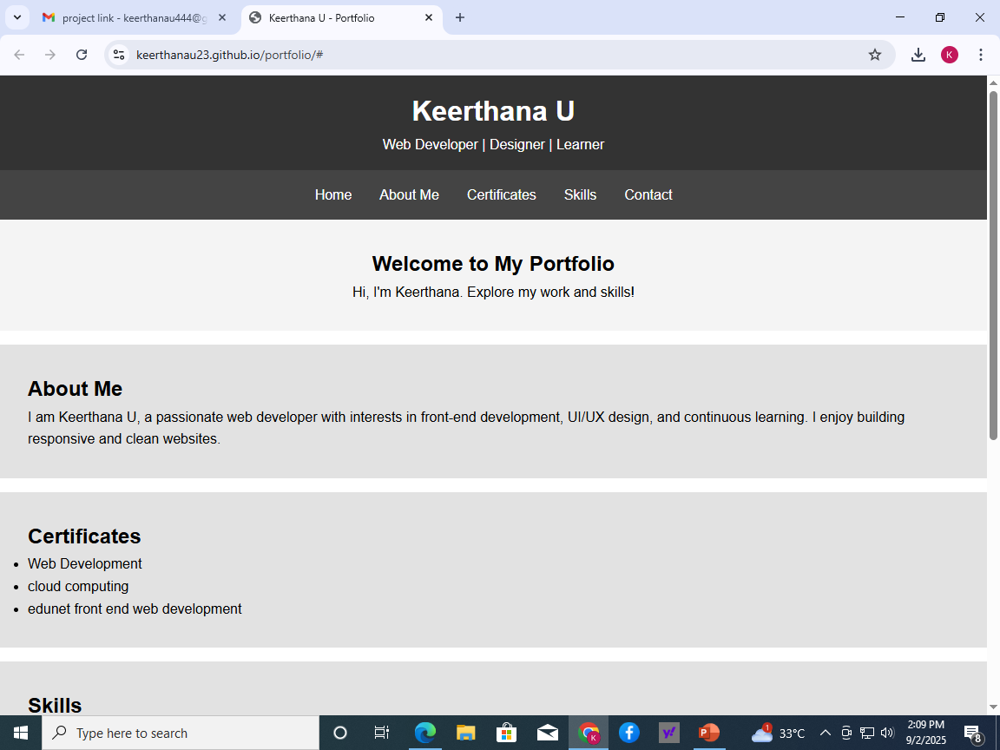 project link - keerthanau444@g
Keerthana U - Portfolio
keerthanau23.github.io/portfolio/#
K
Keerthana U
Web Developer | Designer | Learner
Home About Me Certificates Skills Contact
Welcome to My Portfolio
Hi, I'm Keerthana. Explore my work and skills!
About Me
I am Keerthana U, a passionate web developer with interests in front-end development, UI/UX design, and continuous learning. I enjoy building
responsive and clean websites.
Certificates
• Web Development
• cloud computing
• edunet front end web development
Skills
Type here to search
K
y!
P
1
33°C
2:09 PM
9/2/2025
8